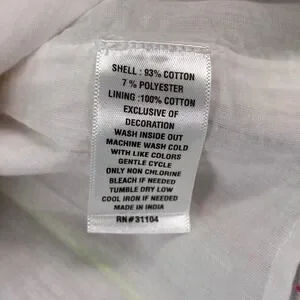 SHELL : 93% COTTON
7 % POLYESTER
LINING :100% COTTON
EXCLUSIVE OF
DECORATION
WASH INSIDE OUT
MACHINE WASH COLD
WITH LIKE COLORS
GENTLE CYCLE
ONLY NON CHLORINE
BLEACH IF NEEDED
TUMBLE DRY LOW
COOL IRON IF NEEDED
MADE IN INDIA
RN#31104